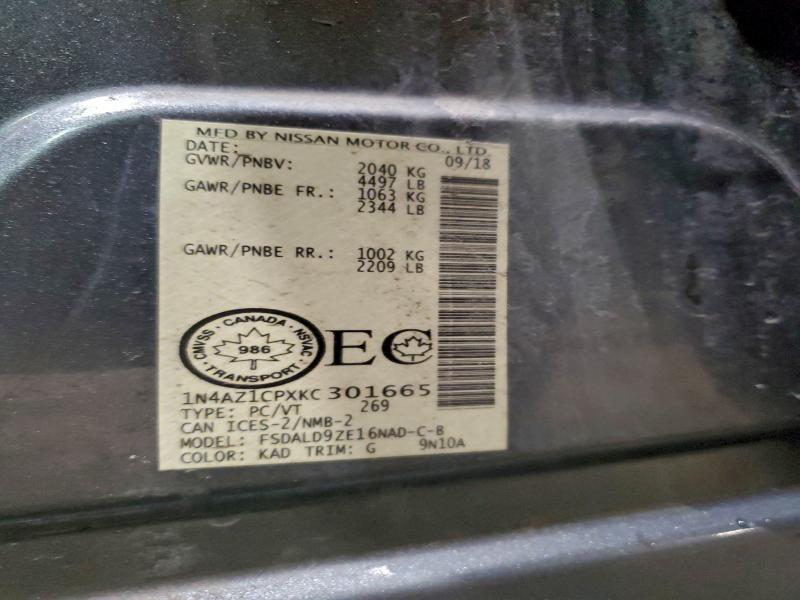 MFD BY NISSAN MOTOR CO., LTD.
DATE: 09/18
GVWR/PNBV: 2040 KG
4497 LB
GAWR/PNBE FR.: 1063 KG
2344 LB
GAWR/PNBE RR.: 1002 KG
2209 LB
CMVSS · CANADA · NSVAC · TRANSPORT
986
EC
1N4AZ1CPXKC301665
TYPE: PC/VT 269
CAN ICES-2/NMB-2
MODEL: FSDALD9ZE16NAD-C-B
COLOR: KAD TRIM: G 9N10A